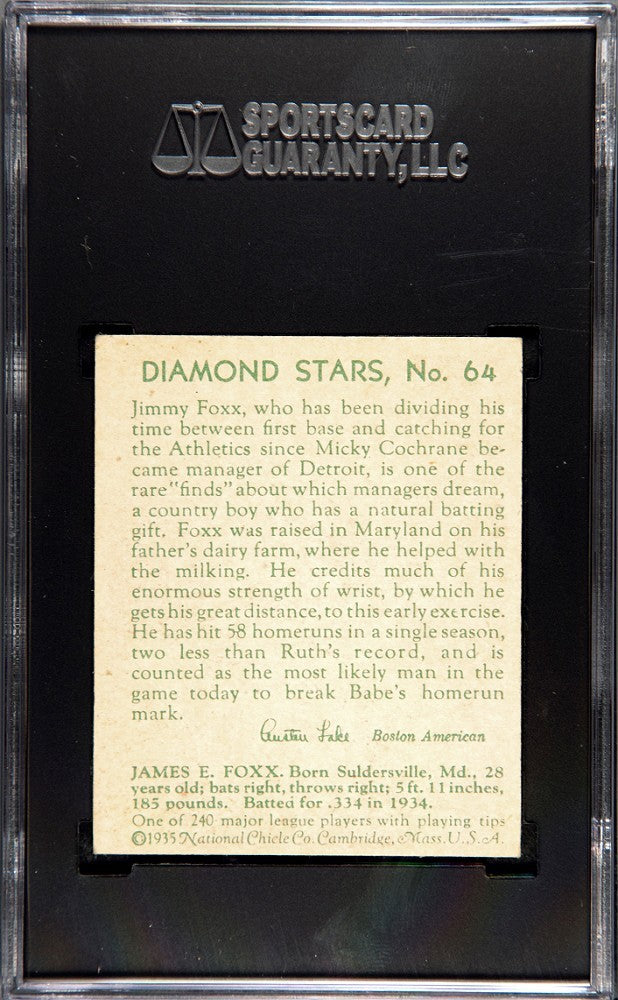 SPORTSCARD
GUARANTY, LLC
DIAMOND STARS, No. 64
Jimmy Foxx, who has been dividing his
time between first base and catching for
the Athletics since Micky Cochrane be-
came manager of Detroit, is one of the
rare "finds" about which managers dream,
a country boy who has a natural batting
gift. Foxx was raised in Maryland on his
father's dairy farm, where he helped with
the milking. He credits much of his
enormous strength of wrist, by which he
gets his great distance, to this early exercise.
He has hit 58 homeruns in a single season,
two less than Ruth's record, and is
counted as the most likely man in the
game today to break Babe's homerun
mark.
Austen Lake Boston American
JAMES E. FOXX. Born Suldersville, Md., 28
years old; bats right, throws right; 5 ft. 11 inches,
185 pounds. Batted for .334 in 1934.
One of 240 major league players with playing tips
©1935 National Chicle Co. Cambridge, Mass. U.S.A.